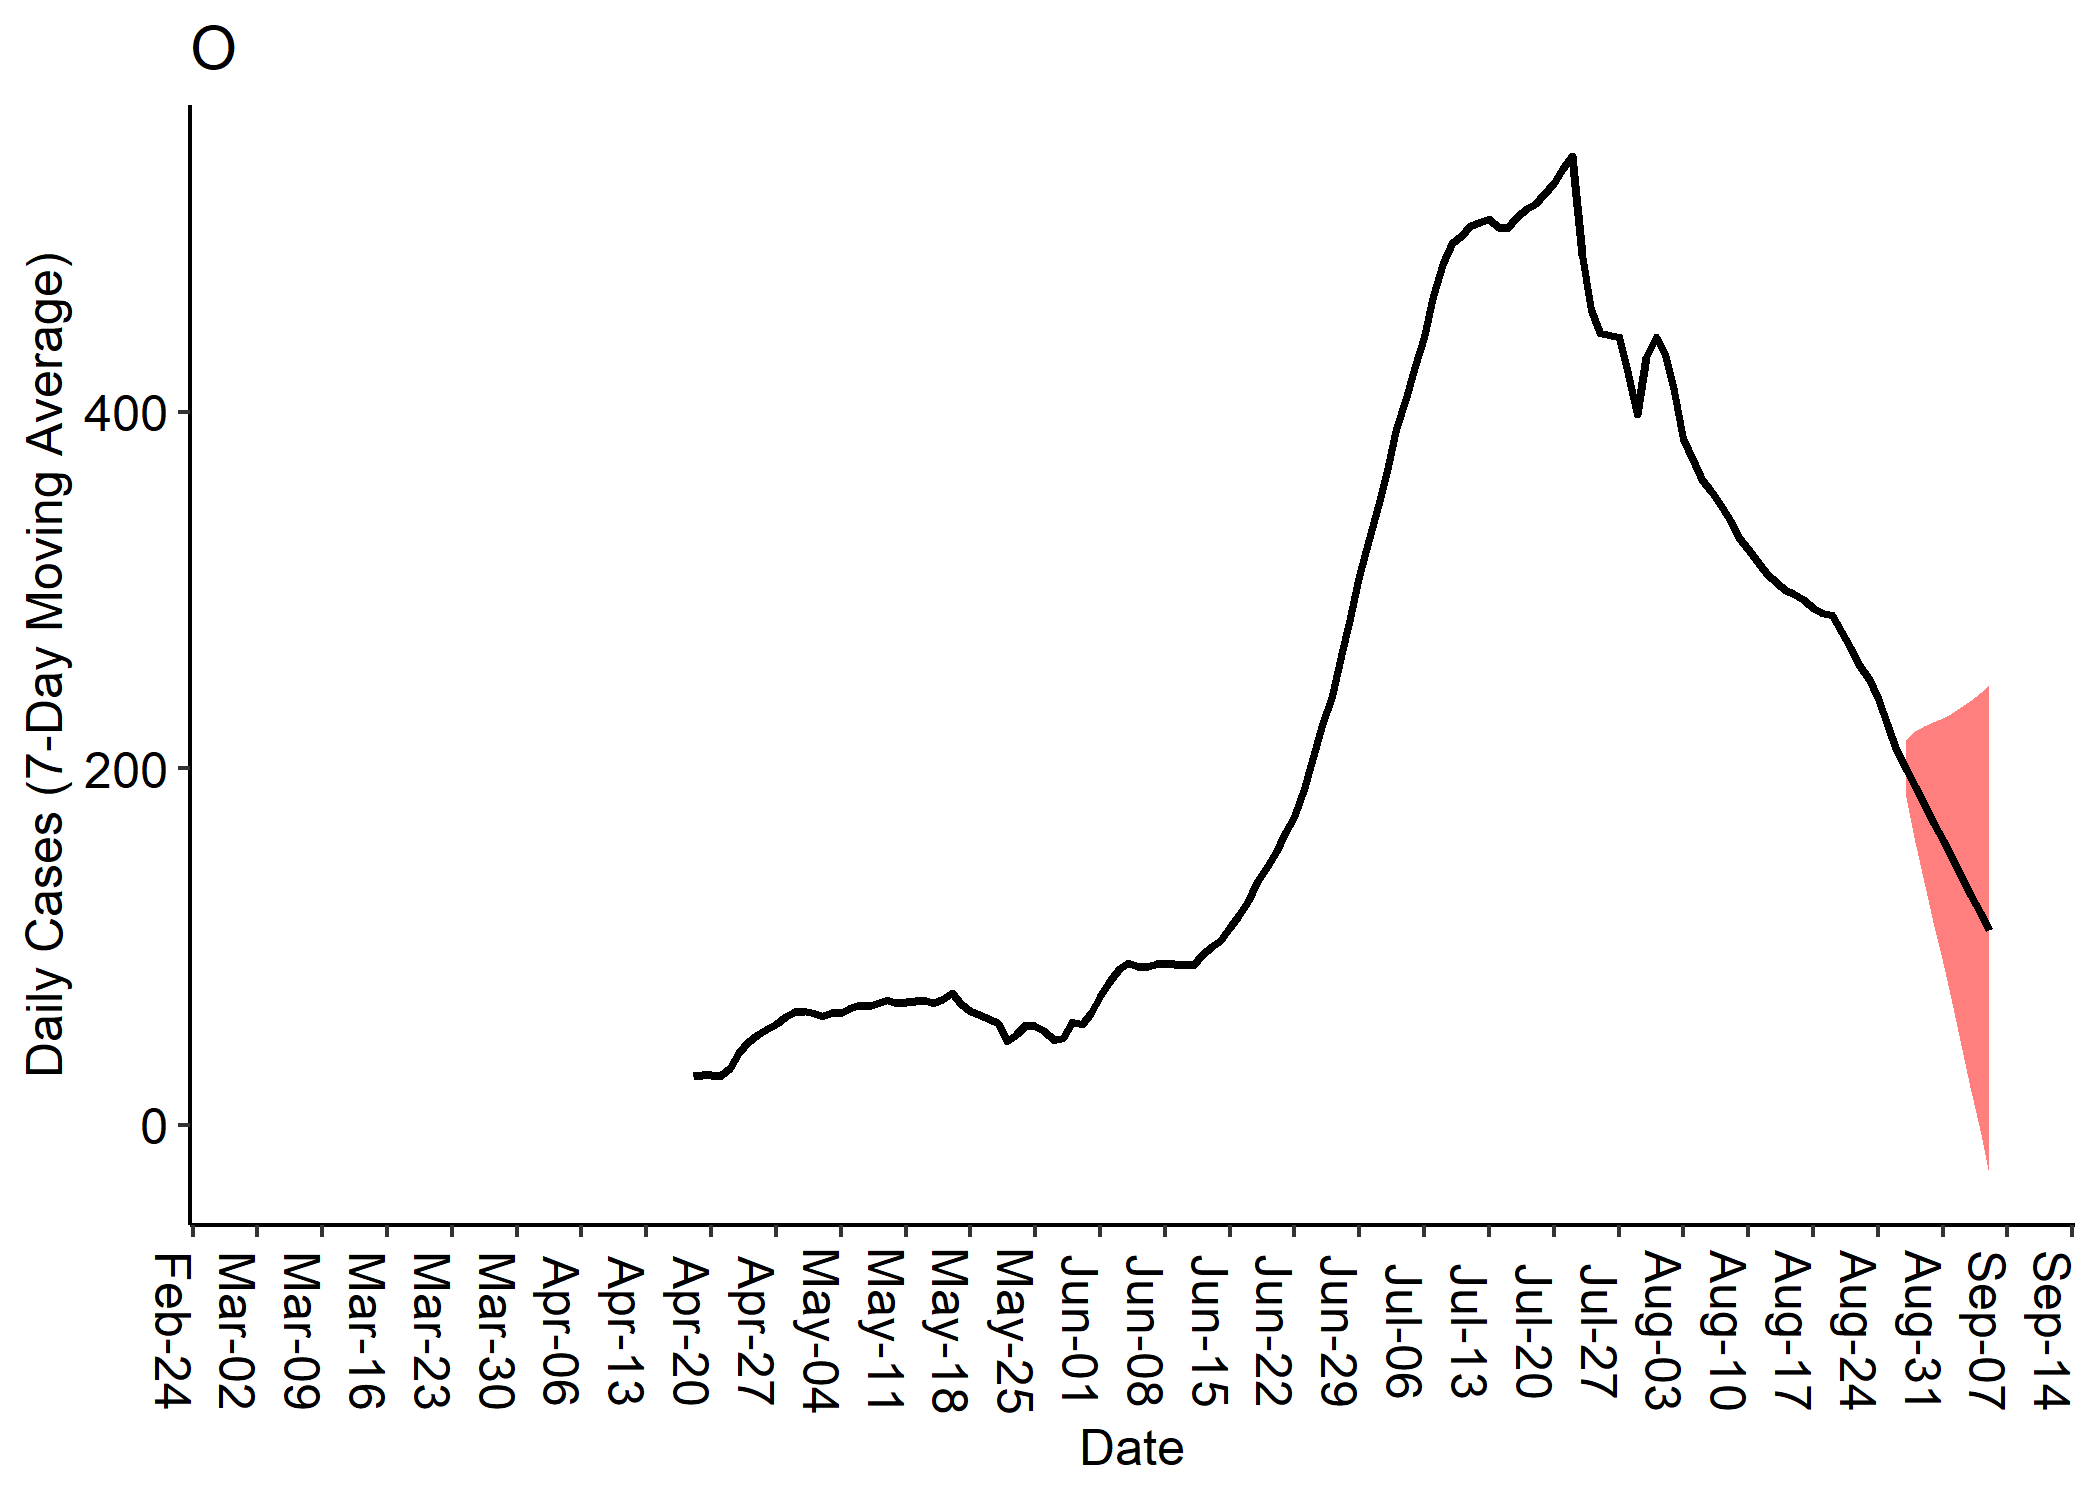 O
Daily Cases (7-Day Moving Average)
400
200
0
Feb-24
Mar-02
Mar-09
Mar-16
Mar-23
Mar-30
Apr-06
Apr-13
Apr-20
Apr-27
May-04
May-11
May-18
May-25
Jun-01
Jun-08
Jun-15
Jun-22
Jun-29
Jul-06
Jul-13
Jul-20
Jul-27
Aug-03
Aug-10
Aug-17
Aug-24
Aug-31
Sep-07
Sep-14
Date